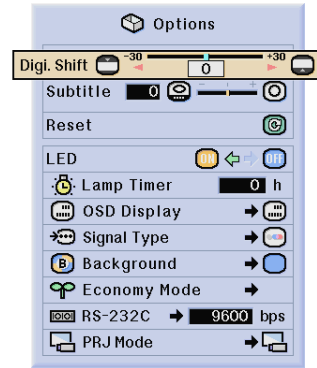 Options
Digi. Shift -30 0 +30
Subtitle 0 - +
Reset
LED ON OFF
Lamp Timer 0 h
OSD Display
Signal Type
B Background
Economy Mode
RS-232C 9600 bps
PRJ Mode